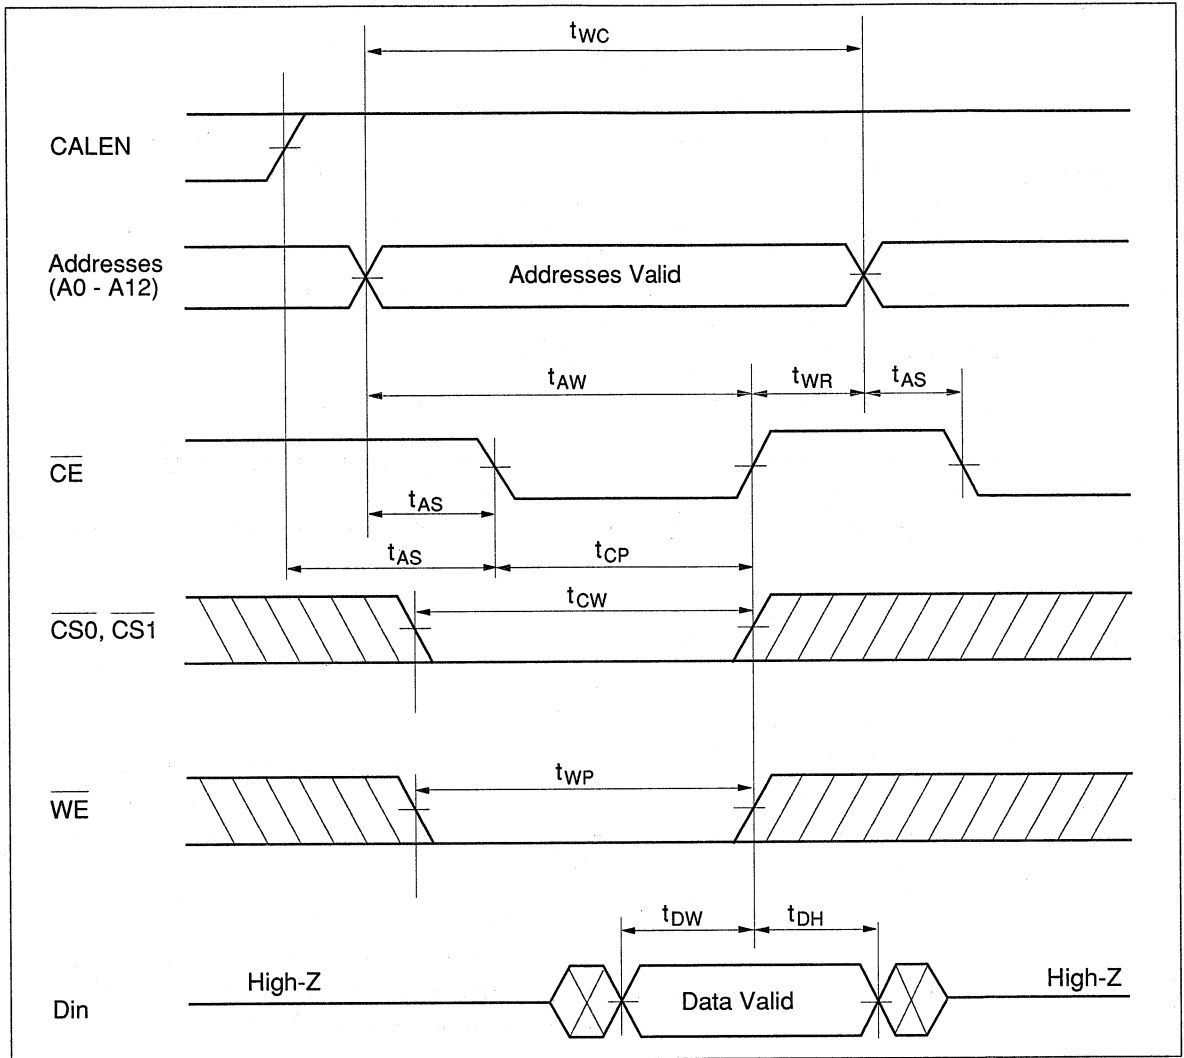 tWC
CALEN
Addresses
(A0 - A12)
Addresses Valid
tAW
tWR
tAS
CE
tAS
tAS
tCP
tCW
CS0, CS1
tWP
WE
tDW
tDH
High-Z
High-Z
Data Valid
Din